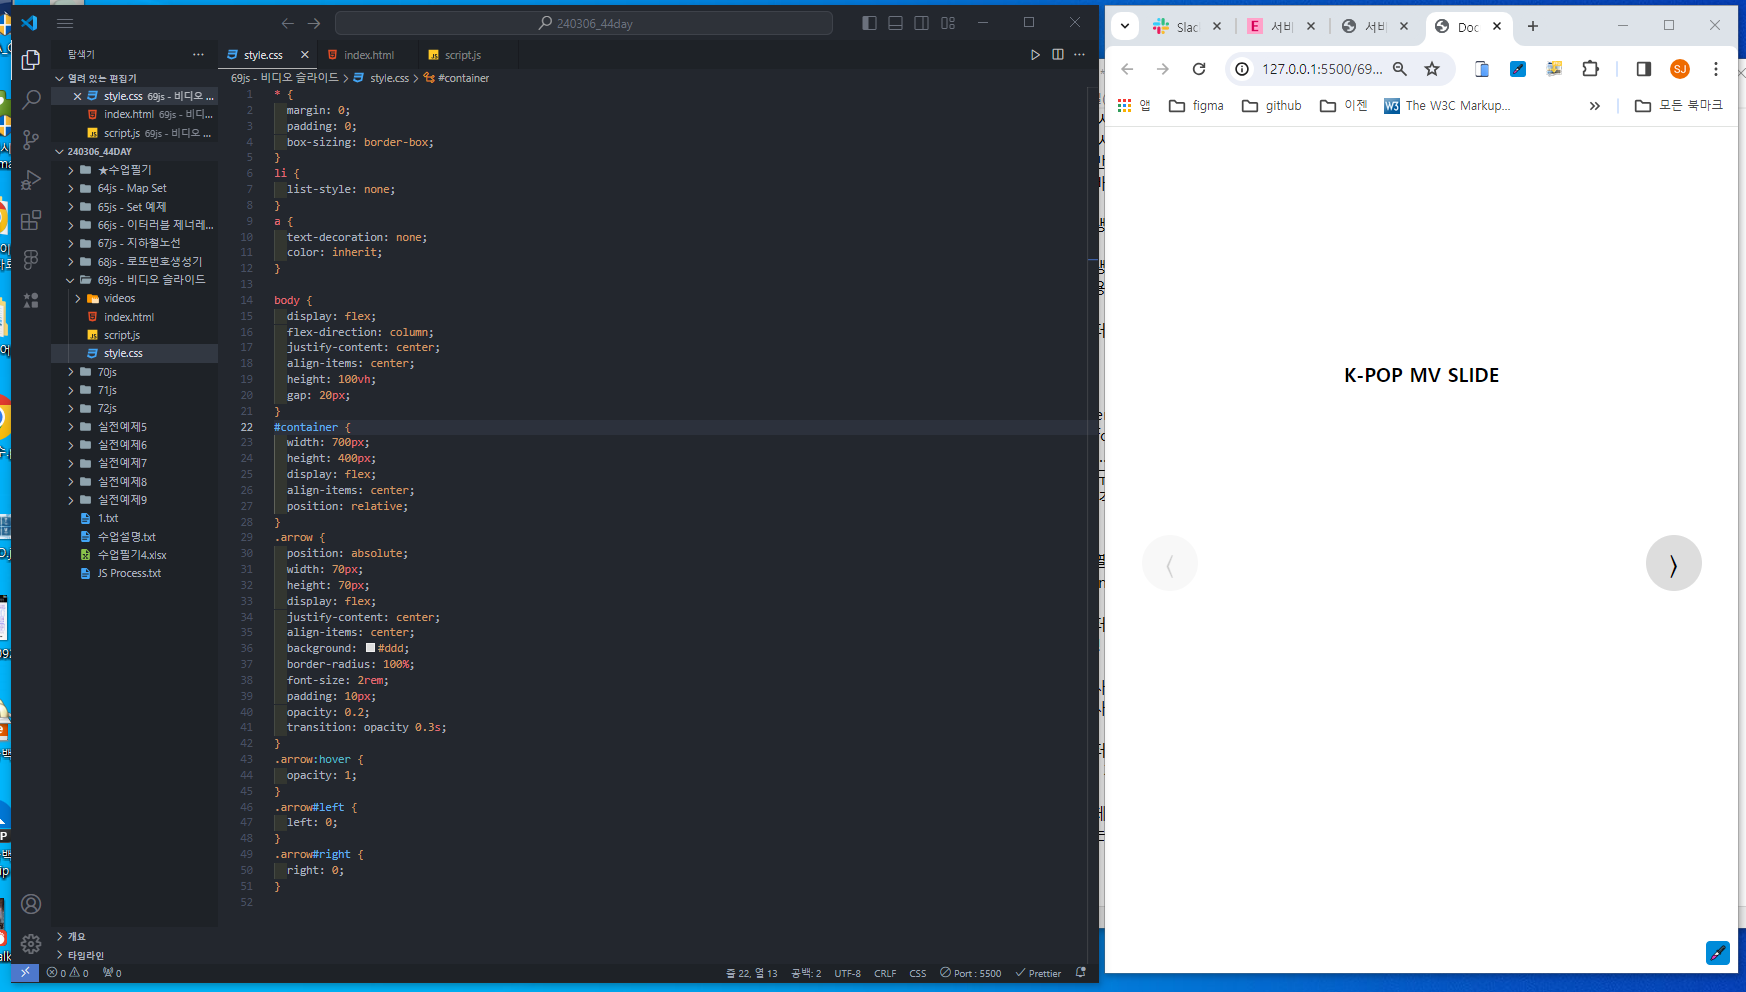 240306_44day
탐색기
열려 있는 편집기
style.css 69js - 비디오 ...
index.html 69js - 비디...
script.js 69js - 비디오 ...
240306_44DAY
★수업필기
64js - Map Set
65js - Set 예제
66js - 이터러블 제너레...
67js - 지하철노선
68js - 로또번호생성기
69js - 비디오 슬라이드
videos
index.html
script.js
style.css
70js
71js
72js
실전예제5
실전예제6
실전예제7
실전예제8
실전예제9
1.txt
수업설명.txt
수업필기4.xlsx
JS Process.txt
개요
타임라인
style.css
index.html
script.js
69js - 비디오 슬라이드 > style.css > #container
1 * {
2 margin: 0;
3 padding: 0;
4 box-sizing: border-box;
5 }
6 li {
7 list-style: none;
8 }
9 a {
10 text-decoration: none;
11 color: inherit;
12 }
13
14 body {
15 display: flex;
16 flex-direction: column;
17 justify-content: center;
18 align-items: center;
19 height: 100vh;
20 gap: 20px;
21 }
22 #container {
23 width: 700px;
24 height: 400px;
25 display: flex;
26 align-items: center;
27 position: relative;
28 }
29 .arrow {
30 position: absolute;
31 width: 70px;
32 height: 70px;
33 display: flex;
34 justify-content: center;
35 align-items: center;
36 background: #ddd;
37 border-radius: 100%;
38 font-size: 2rem;
39 padding: 10px;
40 opacity: 0.2;
41 transition: opacity 0.3s;
42 }
43 .arrow:hover {
44 opacity: 1;
45 }
46 .arrow#left {
47 left: 0;
48 }
49 .arrow#right {
50 right: 0;
51 }
52
0 0 0
줄 22, 열 13 공백: 2 UTF-8 CRLF CSS Port : 5500 Prettier
Slac
E 서비
서비
Doc
127.0.0.1:5500/69...
SJ
앱 figma github 이젠 W3 The W3C Markup... » 모든 북마크
K-POP MV SLIDE
⟨ ⟩